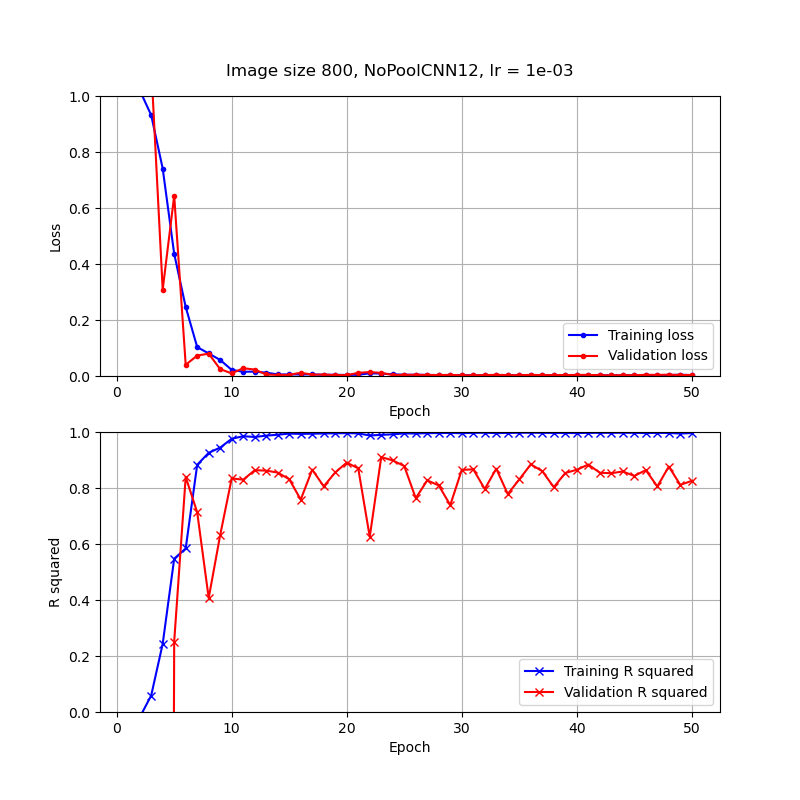 Image size 800, NoPoolCNN12, lr = 1e-03
1.0
0.8
0.6
0.4
0.2
0.0
Loss
Training loss
Validation loss
0 10 20 30 40 50
Epoch
1.0
0.8
0.6
0.4
0.2
0.0
R squared
Training R squared
Validation R squared
0 10 20 30 40 50
Epoch